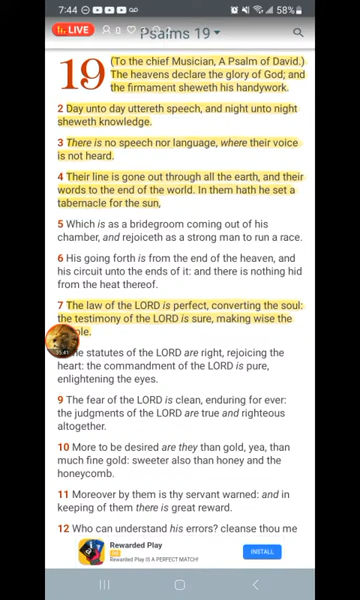 7:44 58%
LIVE 0
Psalms 19
19 (To the chief Musician, A Psalm of David.)
The heavens declare the glory of God; and
the firmament sheweth his handywork.
2 Day unto day uttereth speech, and night unto night
sheweth knowledge.
3 There is no speech nor language, where their voice
is not heard.
4 Their line is gone out through all the earth, and their
words to the end of the world. In them hath he set a
tabernacle for the sun,
5 Which is as a bridegroom coming out of his
chamber, and rejoiceth as a strong man to run a race.
6 His going forth is from the end of the heaven, and
his circuit unto the ends of it: and there is nothing hid
from the heat thereof.
7 The law of the LORD is perfect, converting the soul:
the testimony of the LORD is sure, making wise the
35:41
statutes of the LORD are right, rejoicing the
heart: the commandment of the LORD is pure,
enlightening the eyes.
9 The fear of the LORD is clean, enduring for ever:
the judgments of the LORD are true and righteous
altogether.
10 More to be desired are they than gold, yea, than
much fine gold: sweeter also than honey and the
honeycomb.
11 Moreover by them is thy servant warned: and in
keeping of them there is great reward.
12 Who can understand his errors? cleanse thou me
Rewarded Play
Rewarded Play IS A PERFECT MATCH!
INSTALL